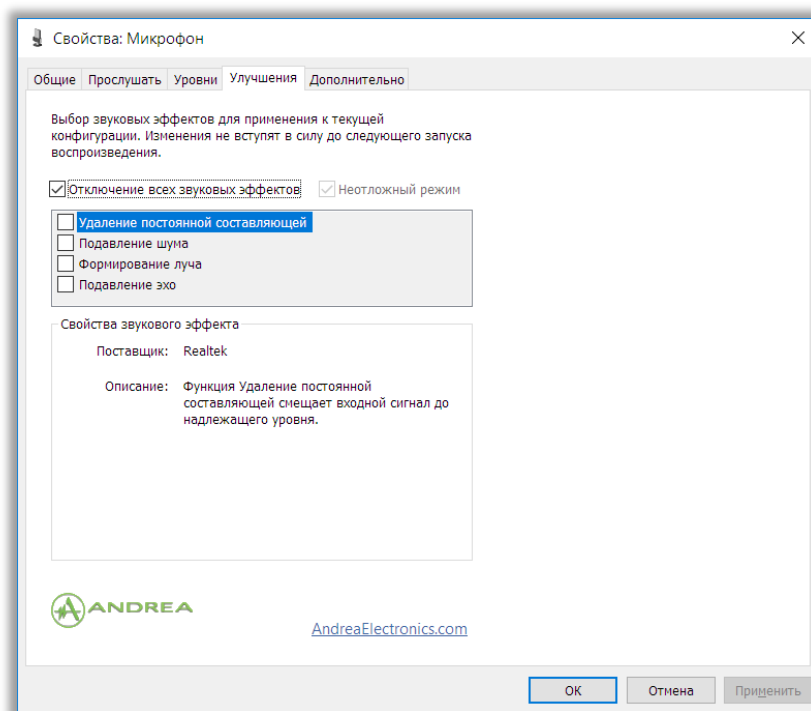 Свойства: Микрофон
Общие Прослушать Уровни Улучшения Дополнительно
Выбор звуковых эффектов для применения к текущей
конфигурации. Изменения не вступят в силу до следующего запуска
воспроизведения.
Отключение всех звуковых эффектов Неотложный режим
Удаление постоянной составляющей
Подавление шума
Формирование луча
Подавление эхо
Свойства звукового эффекта
Поставщик: Realtek
Описание: Функция Удаление постоянной
составляющей смещает входной сигнал до
надлежащего уровня.
ANDREA
AndreaElectronics.com
ОК Отмена Применить